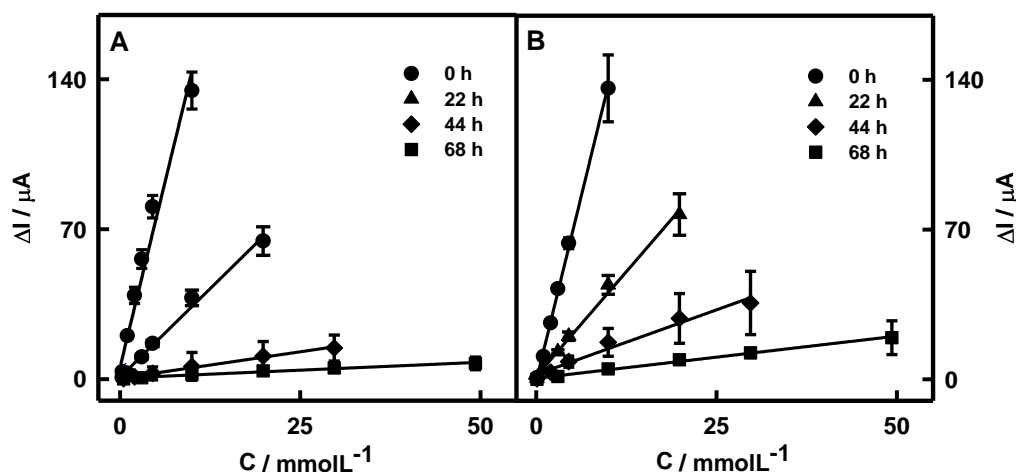 A
0 h
22 h
44 h
68 h
140
70
0
ΔI / μA
0
25
50
C / mmolL⁻¹
B
0 h
22 h
44 h
68 h
140
70
0
ΔI / μA
0
25
50
C / mmolL⁻¹